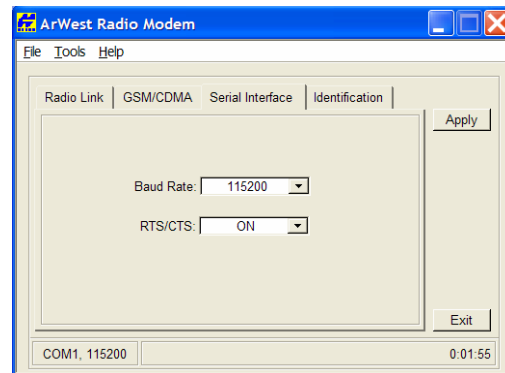 ArWest Radio Modem
File Tools Help
Radio Link GSM/CDMA Serial Interface Identification
Apply
Baud Rate: 115200
RTS/CTS: ON
Exit
COM1, 115200 0:01:55